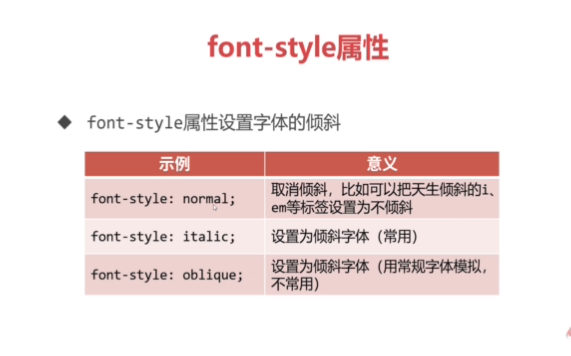 font-style属性
◆ font-style属性设置字体的倾斜
示例 意义
font-style: normal; 取消倾斜，比如可以把天生倾斜的i、
em等标签设置为不倾斜
font-style: italic; 设置为倾斜字体（常用）
font-style: oblique; 设置为倾斜字体（用常规字体模拟，
不常用）